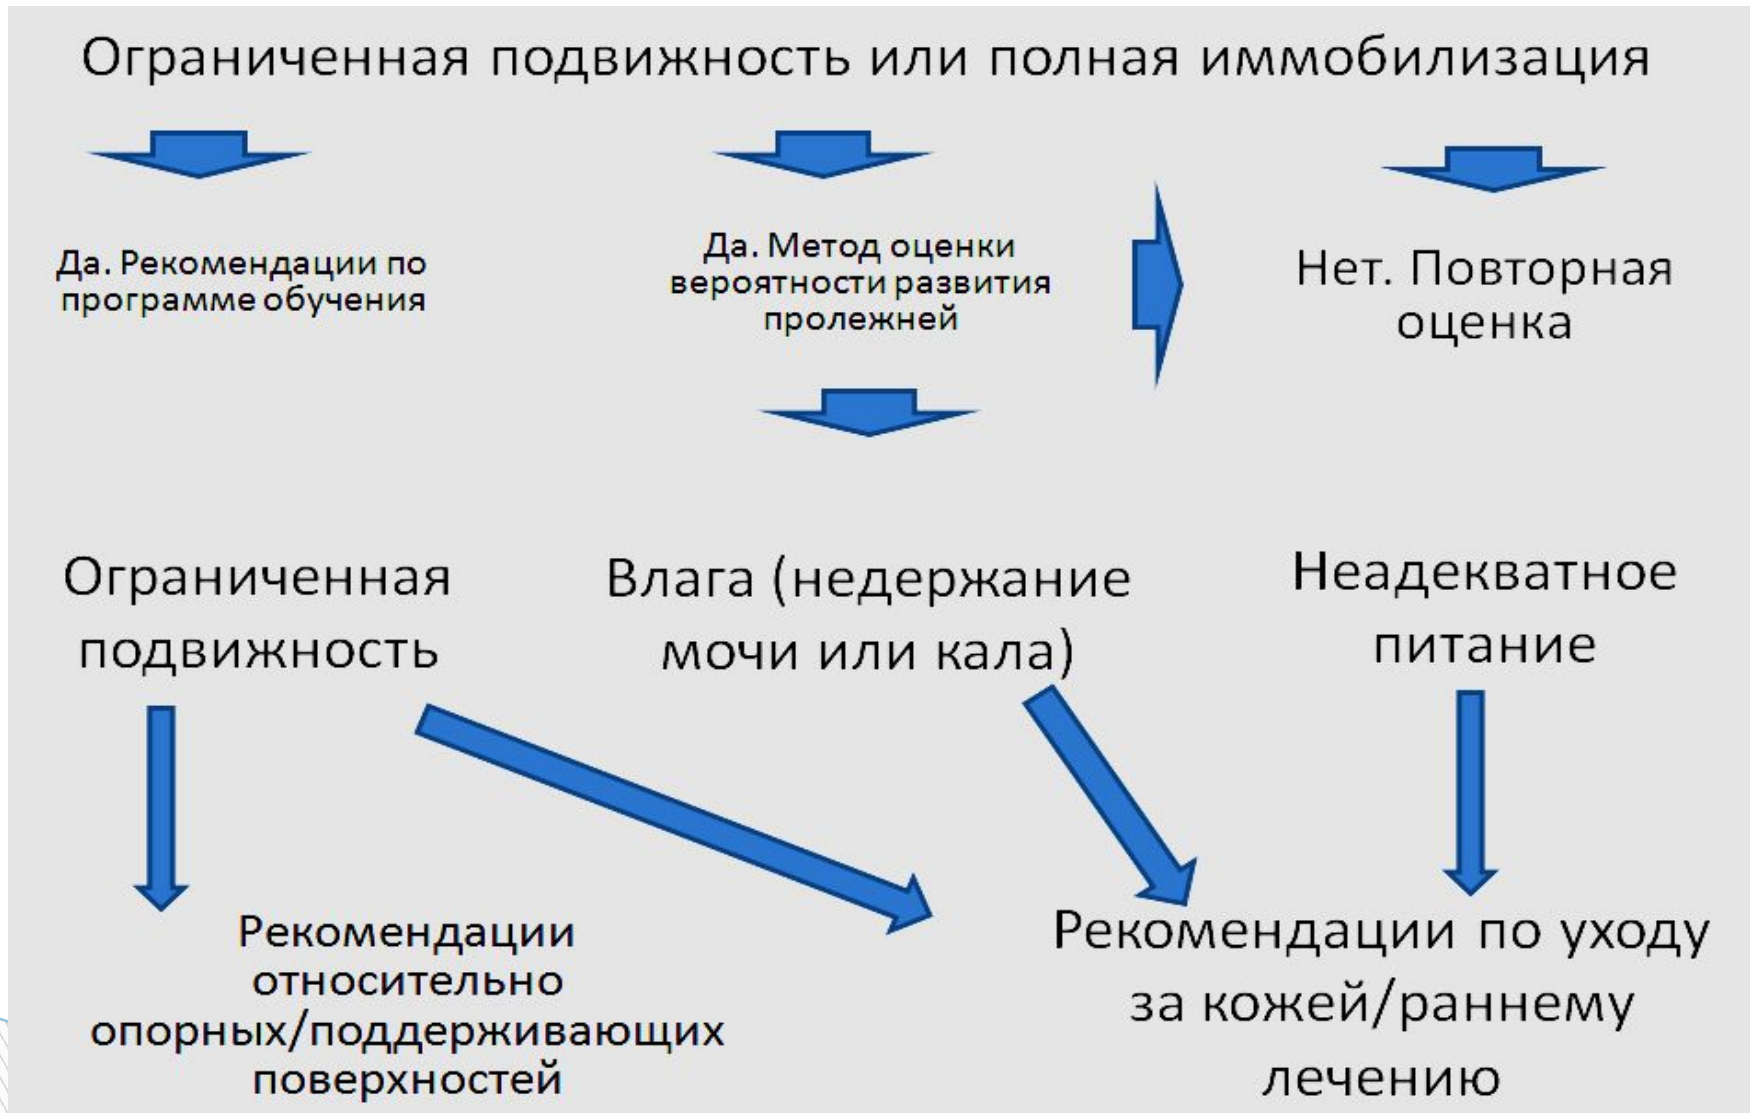 Ограниченная подвижность или полная иммобилизация
Да. Рекомендации по
программе обучения
Да. Метод оценки
вероятности развития
пролежней
Нет. Повторная
оценка
Ограниченная
подвижность
Влага (недержание
мочи или кала)
Неадекватное
питание
Рекомендации
относительно
опорных/поддерживающих
поверхностей
Рекомендации по уходу
за кожей/раннему
лечению